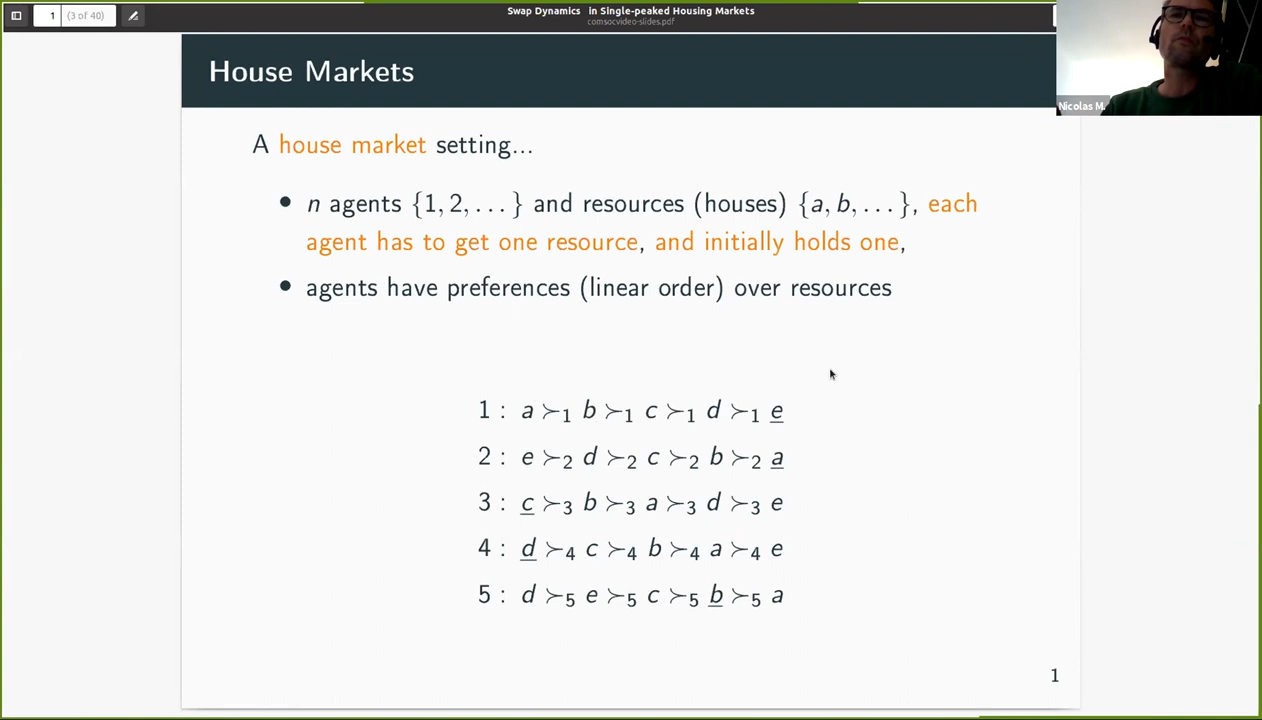 1 (3 of 40)
Swap Dynamics in Single-peaked Housing Markets
comsocvideo-slides.pdf
Nicolas M.
House Markets
A house market setting...
• n agents {1, 2, . . . } and resources (houses) {a, b, . . . }, each
agent has to get one resource, and initially holds one,
• agents have preferences (linear order) over resources
1 : a ≻₁ b ≻₁ c ≻₁ d ≻₁ e
2 : e ≻₂ d ≻₂ c ≻₂ b ≻₂ a
3 : c ≻₃ b ≻₃ a ≻₃ d ≻₃ e
4 : d ≻₄ c ≻₄ b ≻₄ a ≻₄ e
5 : d ≻₅ e ≻₅ c ≻₅ b ≻₅ a
1